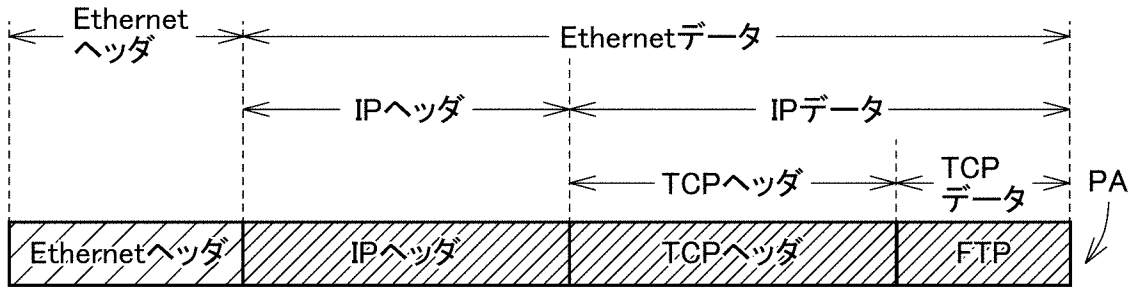 Ethernet
ヘッダ
Ethernetデータ
IPヘッダ
IPデータ
TCPヘッダ
TCP
データ
PA
Ethernetヘッダ
IPヘッダ
TCPヘッダ
FTP